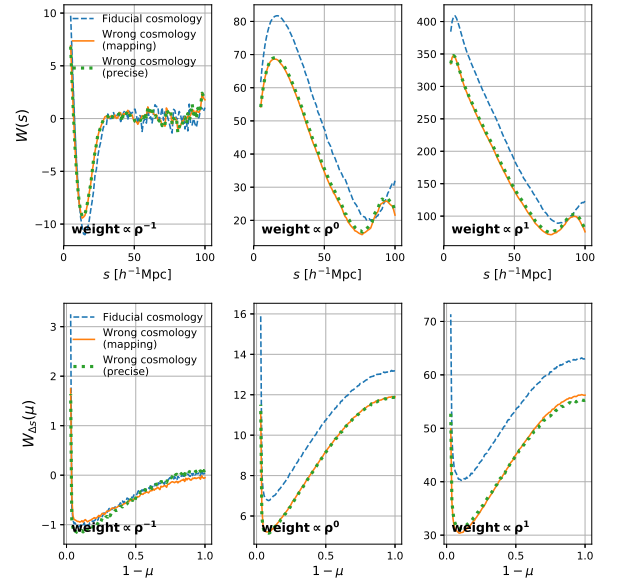 10
5
0
−5
−10
W(s)
Fiducial cosmology
Wrong cosmology
(mapping)
Wrong cosmology
(precise)
weight ∝ ρ⁻¹
0
50
100
s [h⁻¹Mpc]
80
70
60
50
40
30
20
weight ∝ ρ⁰
0
50
100
s [h⁻¹Mpc]
400
350
300
250
200
150
100
weight ∝ ρ¹
0
50
100
s [h⁻¹Mpc]
3
2
1
0
−1
W_Δs(μ)
Fiducial cosmology
Wrong cosmology
(mapping)
Wrong cosmology
(precise)
weight ∝ ρ⁻¹
0.0
0.5
1.0
1 − μ
16
14
12
10
8
6
weight ∝ ρ⁰
0.0
0.5
1.0
1 − μ
70
60
50
40
30
weight ∝ ρ¹
0.0
0.5
1.0
1 − μ